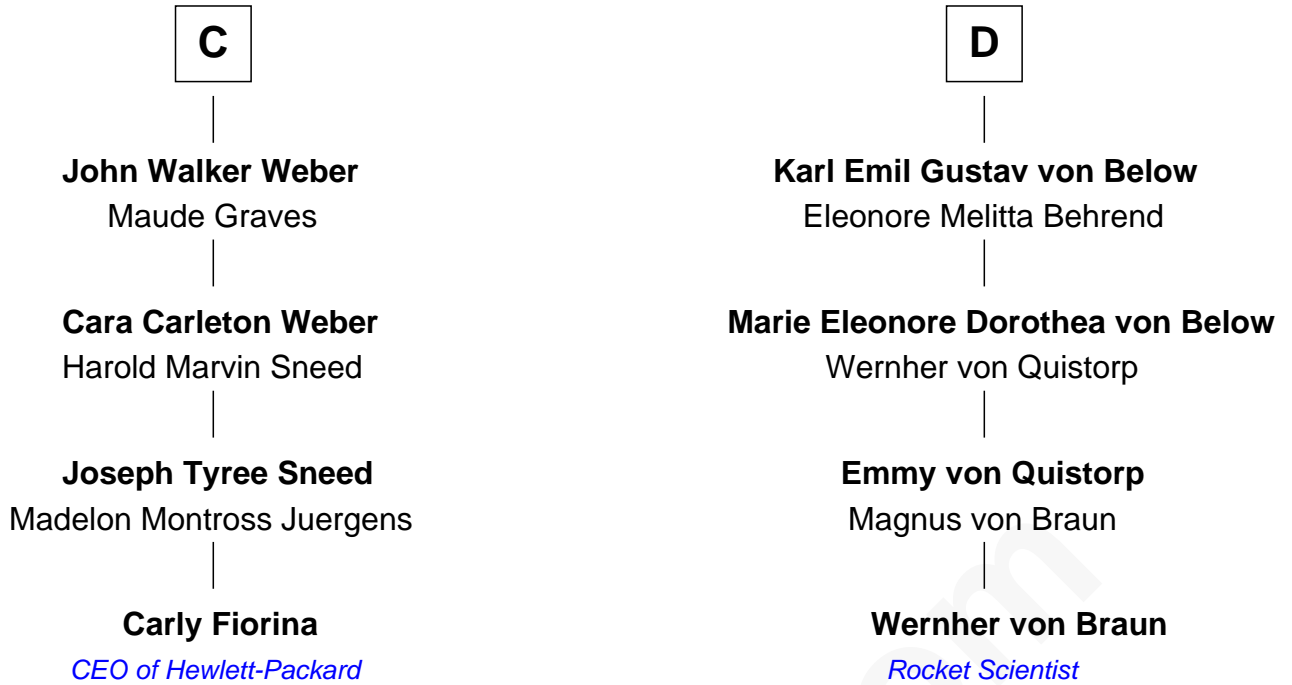 C
John Walker Weber
Maude Graves
Cara Carleton Weber
Harold Marvin Sneed
Joseph Tyree Sneed
Madelon Montross Juergens
Carly Fiorina
CEO of Hewlett-Packard
D
Karl Emil Gustav von Below
Eleonore Melitta Behrend
Marie Eleonore Dorothea von Below
Wernher von Quistorp
Emmy von Quistorp
Magnus von Braun
Wernher von Braun
Rocket Scientist